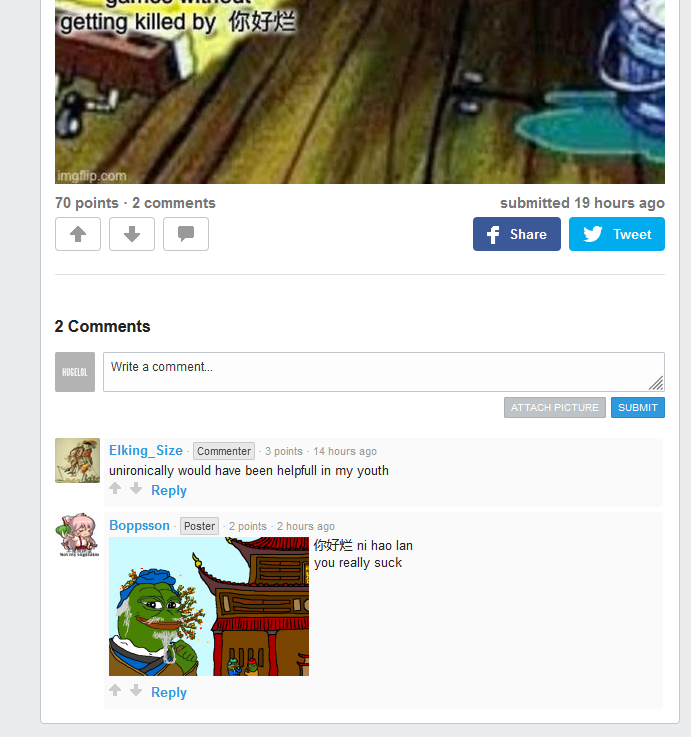 games without
getting killed by 你好烂
imgflip.com
70 points · 2 comments
submitted 19 hours ago
Share
Tweet
2 Comments
HUGELOL
Write a comment...
ATTACH PICTURE
SUBMIT
Elking_Size · Commenter · 3 points · 14 hours ago
unironically would have been helpfull in my youth
Reply
Boppsson · Poster · 2 points · 2 hours ago
你好烂 ni hao lan
you really suck
Reply